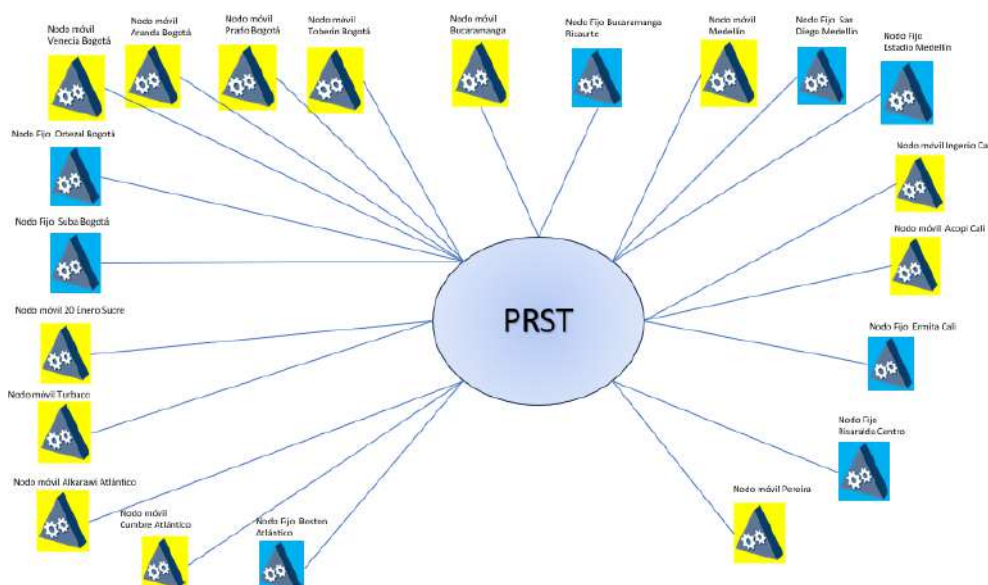 Nodo móvil
Venecia Bogotá
Nodo móvil
Aranda Bogotá
Nodo móvil
Prado Bogotá
Nodo móvil
Toberín Bogotá
Nodo móvil
Bucaramanga
Nodo Fijo Bucaramanga
Ricaurte
Nodo móvil
Medellín
Nodo Fijo San
Diego Medellín
Nodo Fijo
Estadio Medellín
Nodo Fijo Bogotá
Nodo móvil Ingenio Ca
Nodo Fijo Suba Bogotá
Nodo móvil Acopi Cali
Nodo móvil 20 Enero Sucre
PRST
Nodo Fijo Ermita Cali
Nodo móvil Turbaco
Nodo Fijo
Risaralda Centro
Nodo móvil Alkarawi Atlántico
Nodo móvil
Cumbre Atlántico
Nodo Fijo Boston
Atlántico
Nodo móvil Pereira